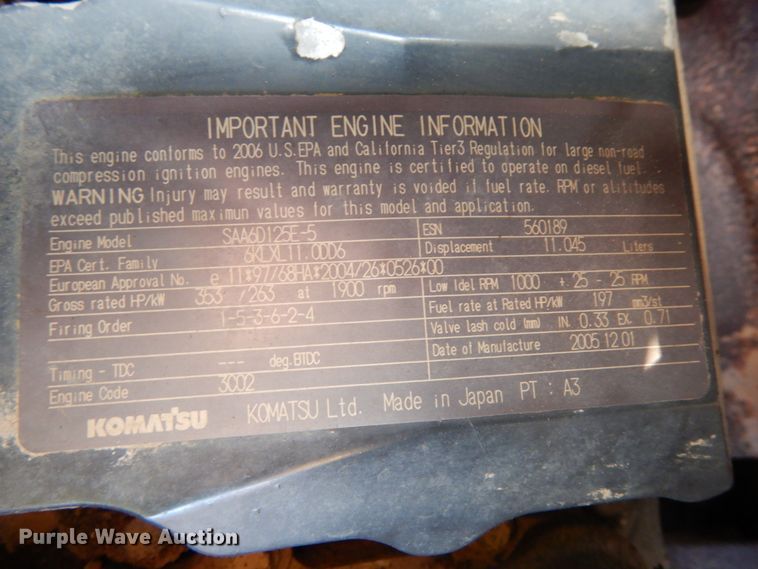 IMPORTANT ENGINE INFORMATION
This engine conforms to 2006 U.S.EPA and California Tier3 Regulation for large non-road
compression ignition engines. This engine is certified to operate on diesel fuel.
WARNING Injury may result and warranty is voided if fuel rate. RPM or altitudes
exceed published maximun values for this model and application.
Engine Model SAA6D125E-5 ESN 560189
EPA Cert. Family 6KLXL11.0DD6 Displacement 11.045 Liters
European Approval No. e 11*97/68HA*2004/26*0526*00
Low Idel RPM 1000 + 25 - 25 RPM
Gross rated HP/kW 353 / 263 at 1900 rpm Fuel rate at Rated HP/kW 197 mm3/st
Firing Order 1-5-3-6-2-4 Valve lash cold (mm) IN. 0.33 EX. 0.71
Date of Manufacture 2005 12 01
Timing - TDC --- deg.BTDC
Engine Code 3002
KOMATSU KOMATSU Ltd. Made in Japan PT : A3
Purple Wave Auction